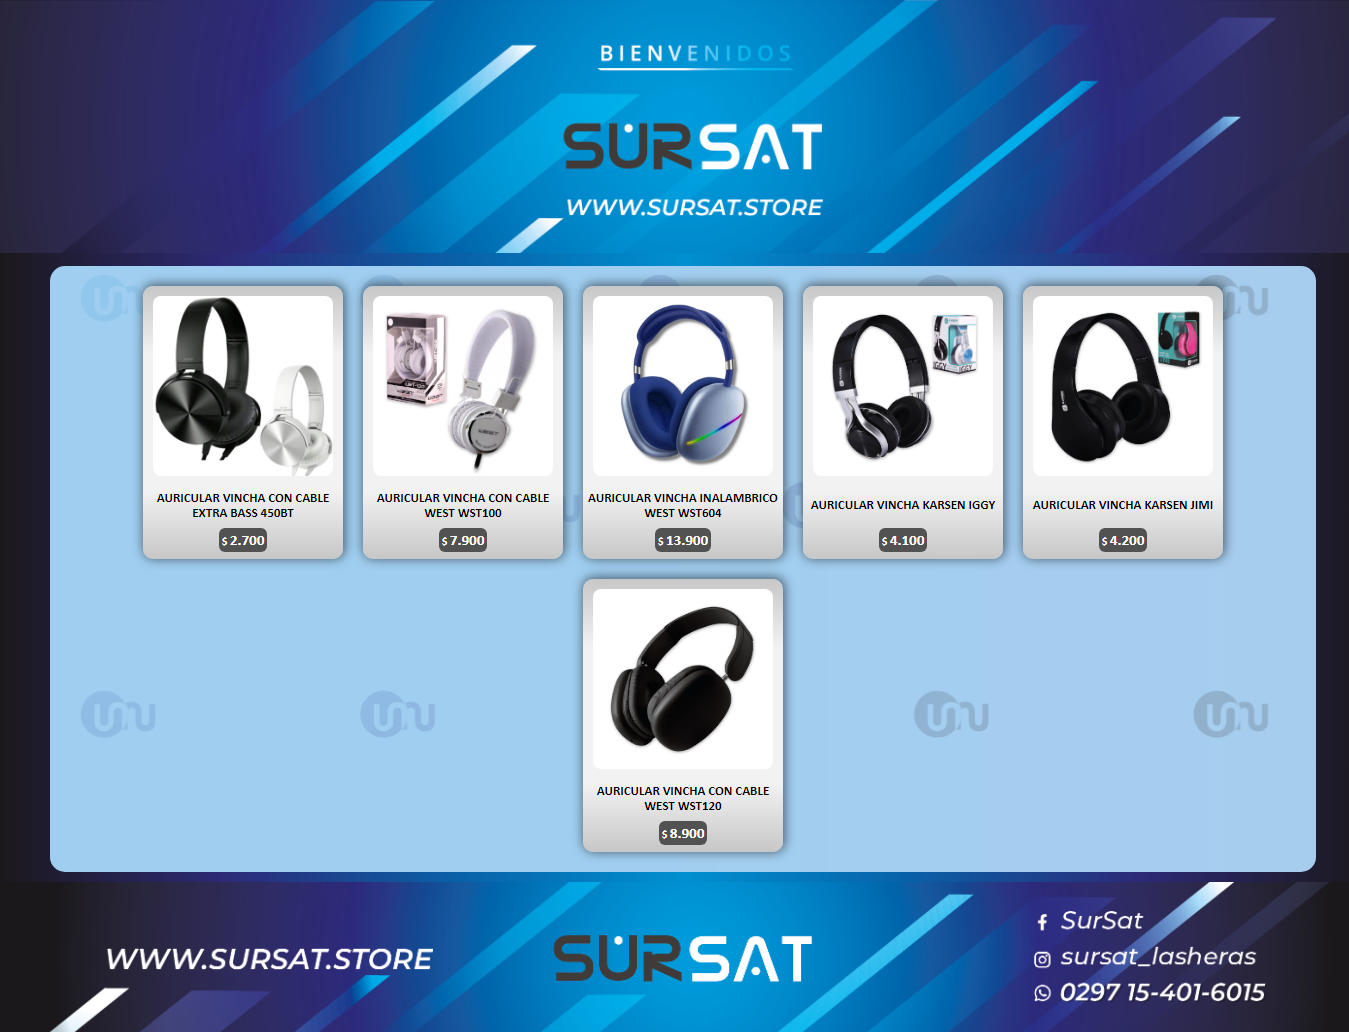 BIENVENIDOS
SURSAT
WWW.SURSAT.STORE
AURICULAR VINCHA CON CABLE
EXTRA BASS 450BT
$ 2.700
AURICULAR VINCHA CON CABLE
WEST WST100
$ 7.900
AURICULAR VINCHA INALAMBRICO
WEST WST604
$ 13.900
AURICULAR VINCHA KARSEN IGGY
$ 4.100
AURICULAR VINCHA KARSEN JIMI
$ 4.200
AURICULAR VINCHA CON CABLE
WEST WST120
$ 8.900
WWW.SURSAT.STORE
SURSAT
SurSat
sursat_lasheras
0297 15-401-6015